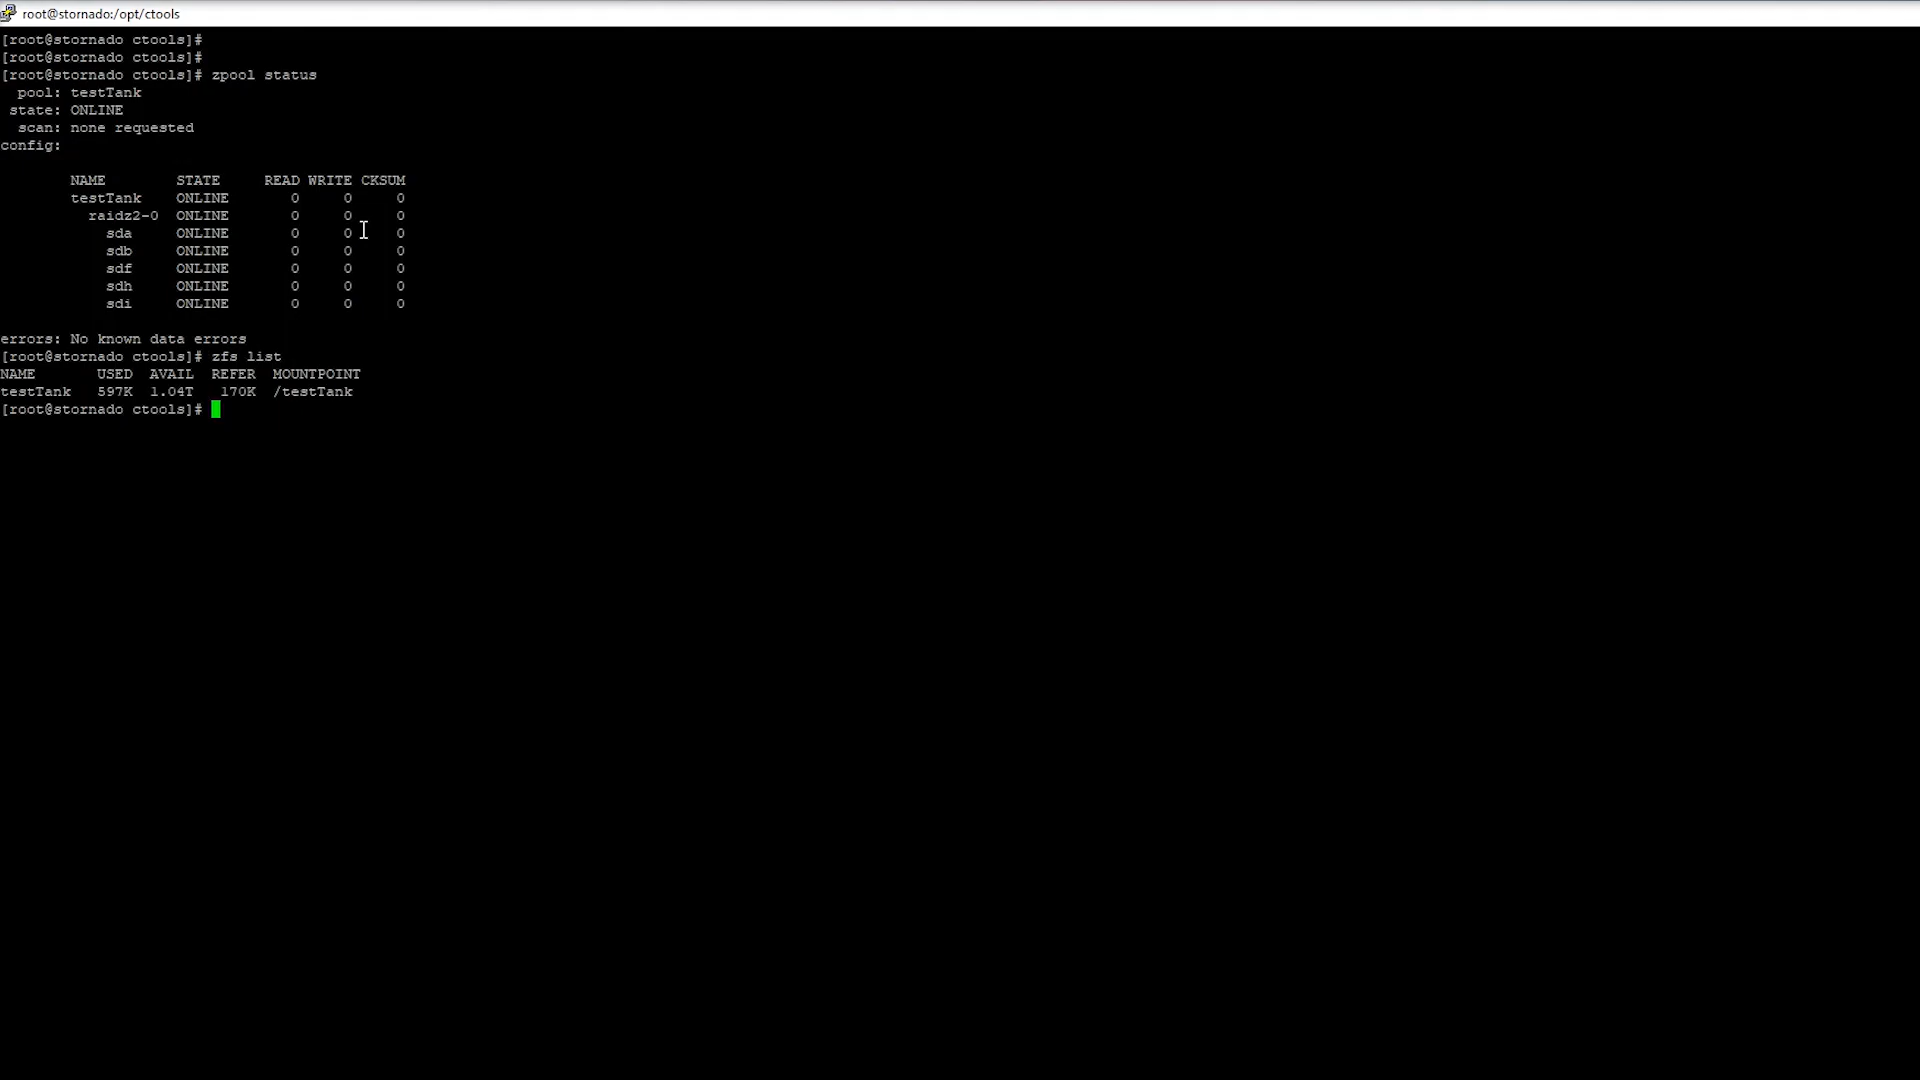 root@stornado:/opt/ctools
[root@stornado ctools]#
[root@stornado ctools]#
[root@stornado ctools]# zpool status
  pool: testTank
 state: ONLINE
  scan: none requested
config:
        NAME        STATE     READ WRITE CKSUM
        testTank    ONLINE       0     0     0
          raidz2-0  ONLINE       0     0     0
            sda     ONLINE       0     0     0
            sdb     ONLINE       0     0     0
            sdf     ONLINE       0     0     0
            sdh     ONLINE       0     0     0
            sdi     ONLINE       0     0     0
errors: No known data errors
[root@stornado ctools]# zfs list
NAME       USED  AVAIL  REFER  MOUNTPOINT
testTank   597K  1.04T   170K  /testTank
[root@stornado ctools]#